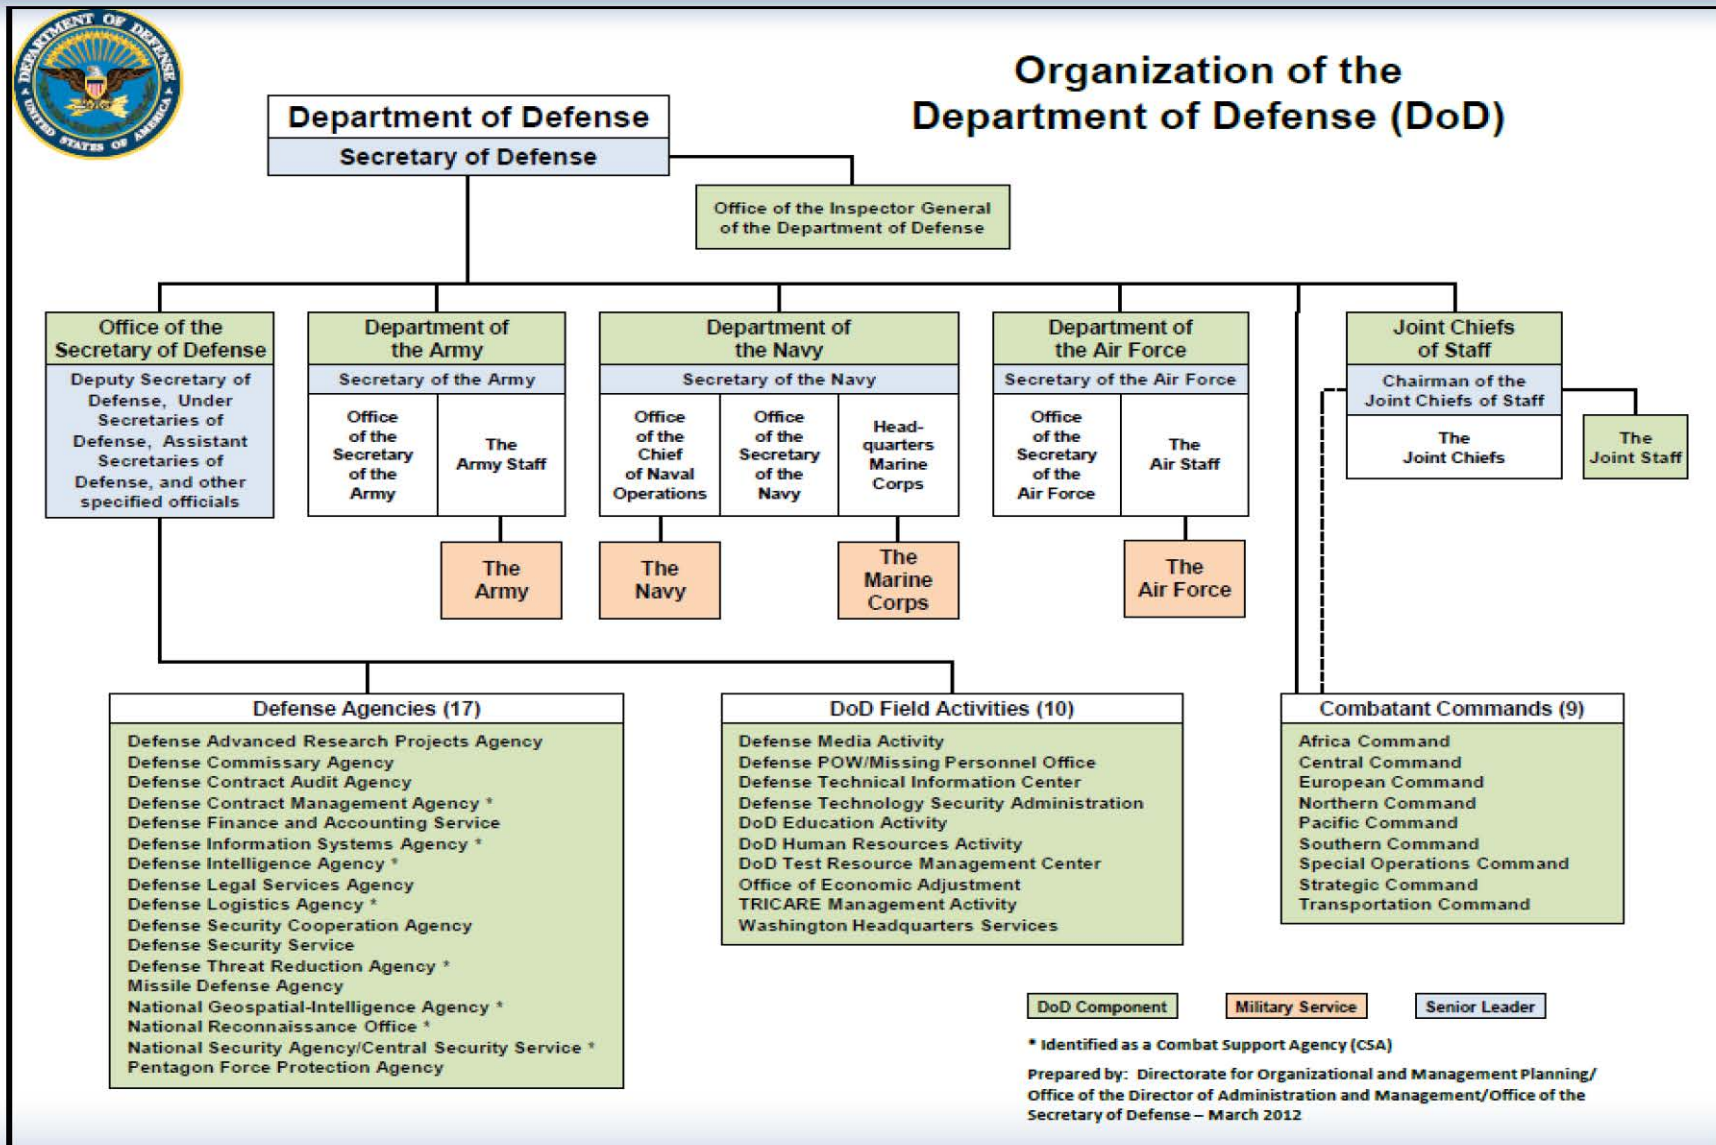 DEPARTMENT OF DEFENSE
UNITED STATES OF AMERICA
Organization of the
Department of Defense (DoD)
Department of Defense
Secretary of Defense
Office of the Inspector General
of the Department of Defense
Office of the
Secretary of Defense
Deputy Secretary of
Defense, Under
Secretaries of
Defense, Assistant
Secretaries of
Defense, and other
specified officials
Department of
the Army
Secretary of the Army
Office
of the
Secretary
of the
Army
The
Army Staff
The
Army
Department of
the Navy
Secretary of the Navy
Office
of the
of the Chief
of Naval
Operations
Office
of the
Secretary
of the
Navy
Head-
quarters
Marine
Corps
The
Navy
The
Marine
Corps
Department of
the Air Force
Secretary of the Air Force
Office
of the
Secretary
of the
Air Force
The
Air Staff
The
Air Force
Joint Chiefs
of Staff
Chairman of the
Joint Chiefs of Staff
The
Joint Chiefs
The
Joint Staff
Defense Agencies (17)
Defense Advanced Research Projects Agency
Defense Commissary Agency
Defense Contract Audit Agency
Defense Contract Management Agency *
Defense Finance and Accounting Service
Defense Information Systems Agency *
Defense Intelligence Agency *
Defense Legal Services Agency
Defense Logistics Agency *
Defense Security Cooperation Agency
Defense Security Service
Defense Threat Reduction Agency *
Missile Defense Agency
National Geospatial-Intelligence Agency *
National Reconnaissance Office *
National Security Agency/Central Security Service *
Pentagon Force Protection Agency
DoD Field Activities (10)
Defense Media Activity
Defense POW/Missing Personnel Office
Defense Technical Information Center
Defense Technology Security Administration
DoD Education Activity
DoD Human Resources Activity
DoD Test Resource Management Center
Office of Economic Adjustment
TRICARE Management Activity
Washington Headquarters Services
Combatant Commands (9)
Africa Command
Central Command
European Command
Northern Command
Pacific Command
Southern Command
Special Operations Command
Strategic Command
Transportation Command
DoD Component
Military Service
Senior Leader
* Identified as a Combat Support Agency (CSA)
Prepared by: Directorate for Organizational and Management Planning/
Office of the Director of Administration and Management/Office of the
Secretary of Defense – March 2012